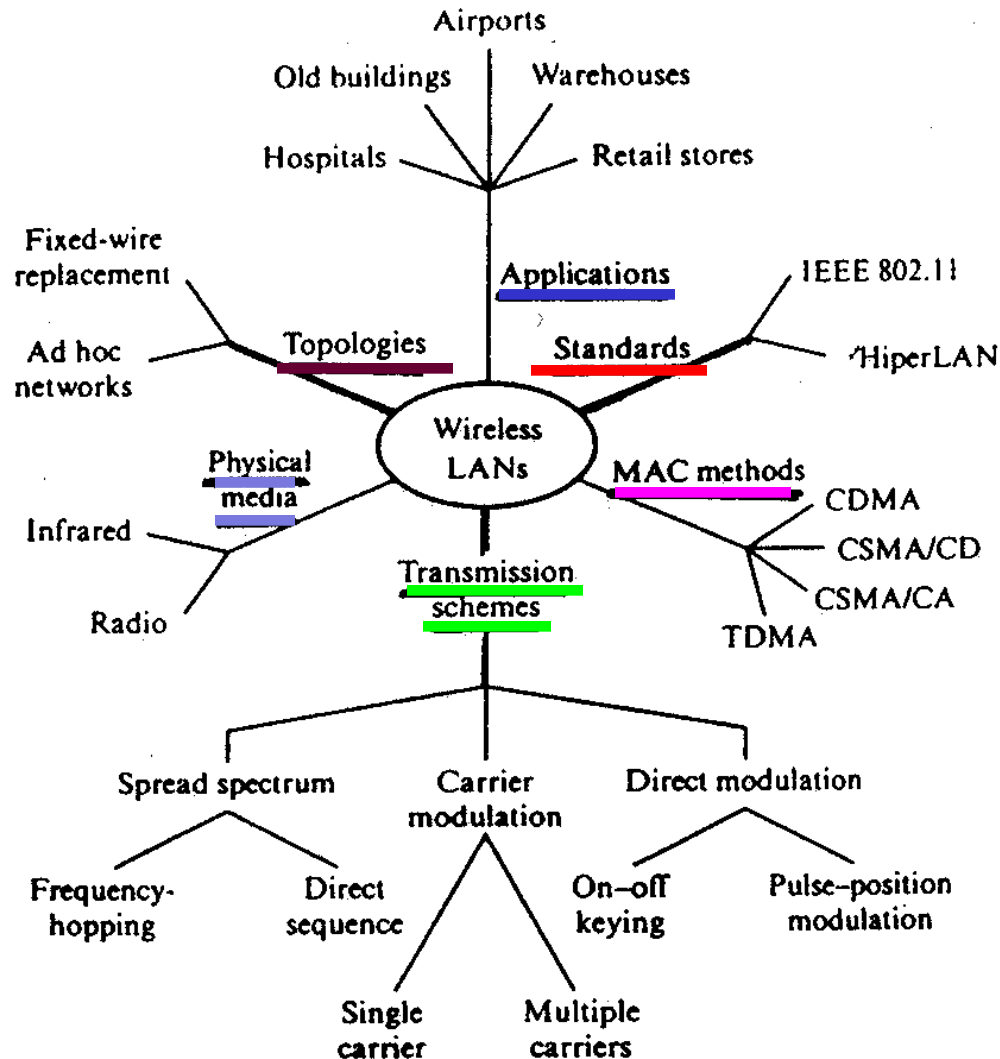 Airports
Old buildings
Warehouses
Hospitals
Retail stores
Fixed-wire
replacement
Applications
IEEE 802.11
Topologies
Standards
Ad hoc
networks
HiperLAN
Wireless
LANs
Physical
media
MAC methods
CDMA
Infrared
CSMA/CD
Transmission
schemes
CSMA/CA
Radio
TDMA
Spread spectrum
Carrier
modulation
Direct modulation
Frequency-
hopping
Direct
sequence
On–off
keying
Pulse–position
modulation
Single
carrier
Multiple
carriers